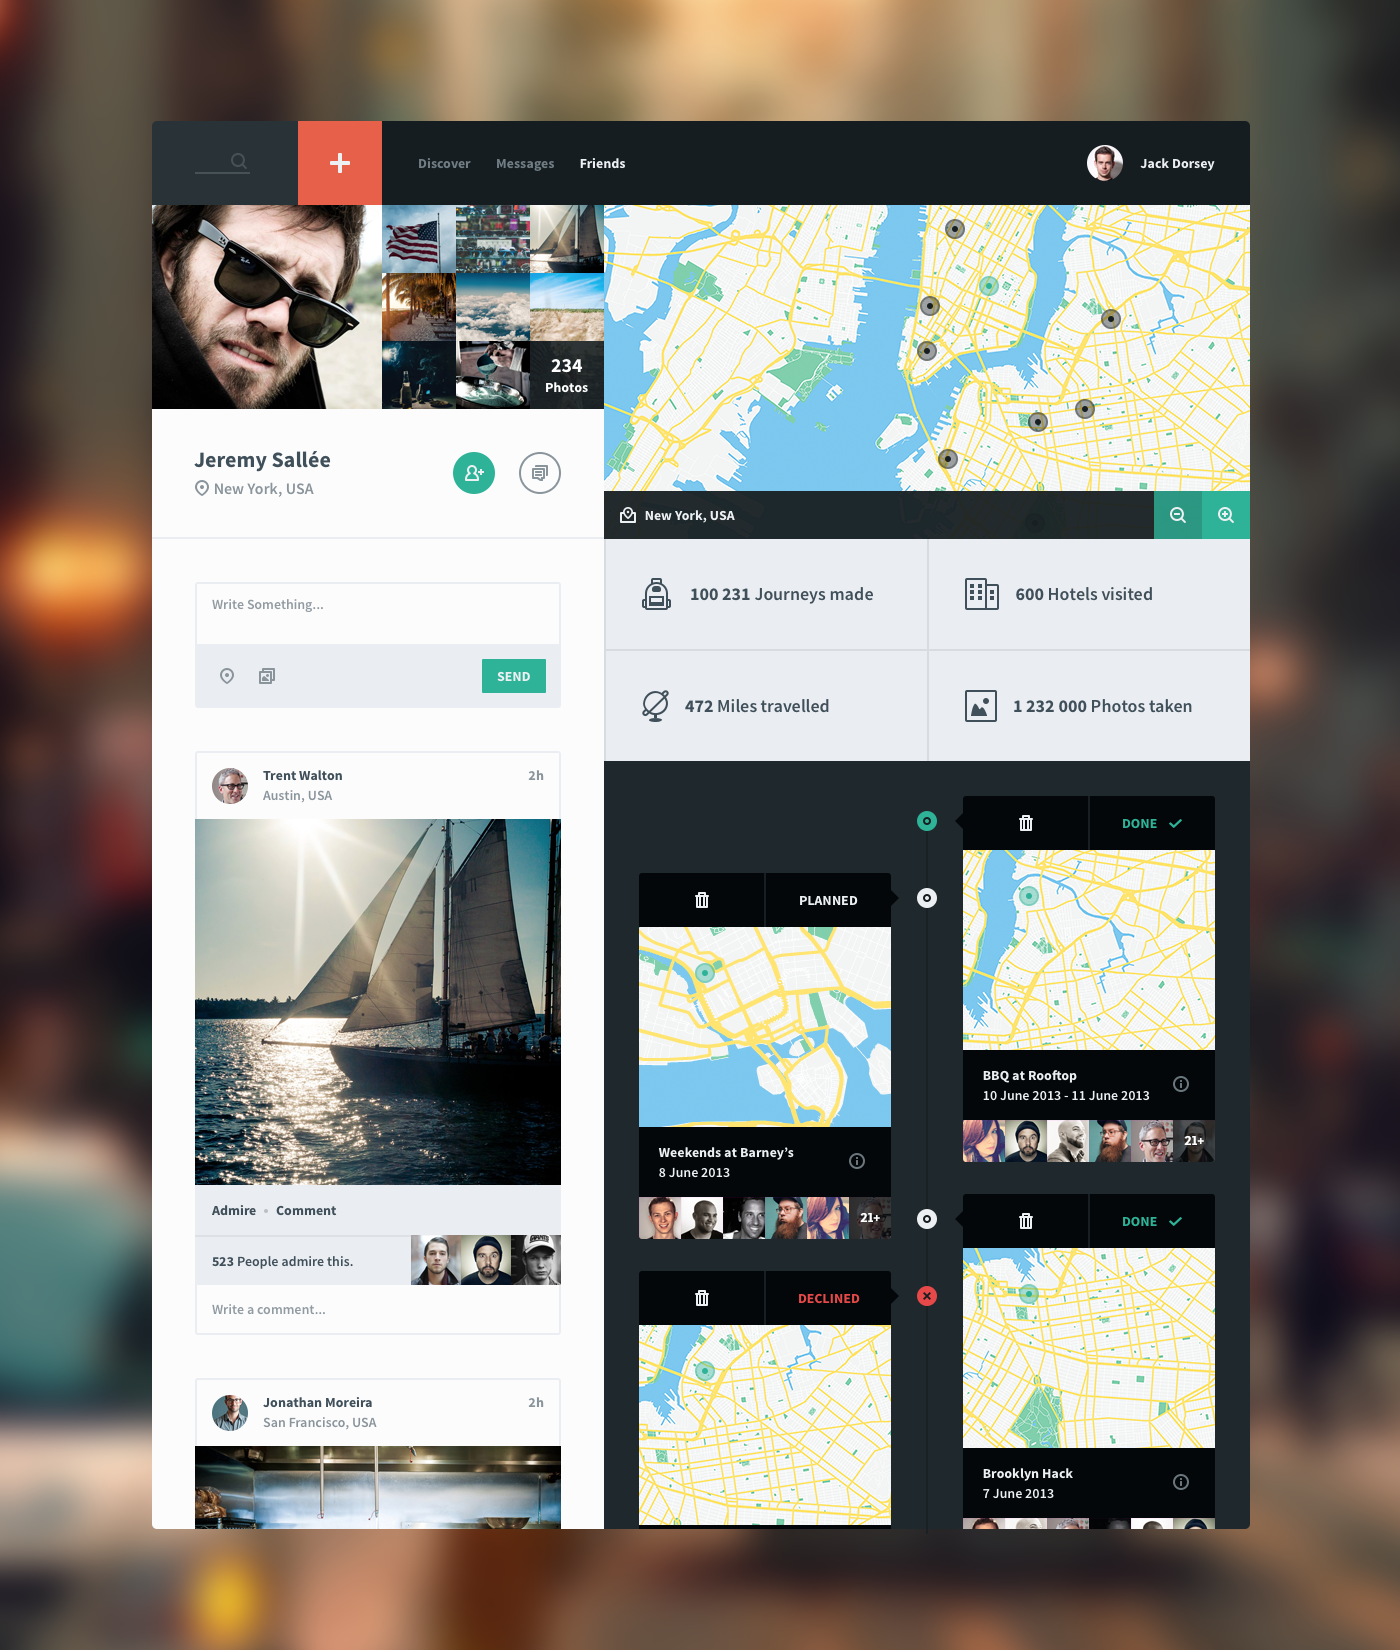 Discover Messages Friends
Jack Dorsey
234
Photos
Jeremy Sallée
New York, USA
New York, USA
Write Something...
SEND
100 231 Journeys made
600 Hotels visited
472 Miles travelled
1 232 000 Photos taken
Trent Walton
2h
Austin, USA
Admire • Comment
523 People admire this.
Write a comment...
Jonathan Moreira
2h
San Francisco, USA
DONE
BBQ at Rooftop
10 June 2013 - 11 June 2013
21+
PLANNED
Weekends at Barney's
8 June 2013
21+
DONE
Brooklyn Hack
7 June 2013
DECLINED